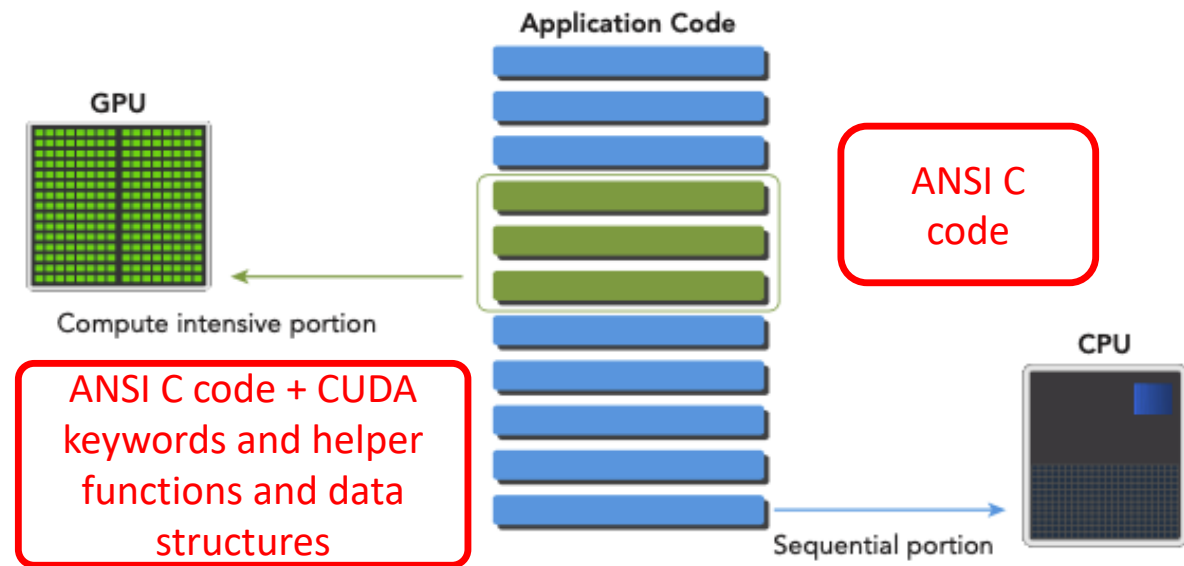 Application Code
GPU
ANSI C
code
Compute intensive portion
CPU
ANSI C code + CUDA
keywords and helper
functions and data
structures
Sequential portion